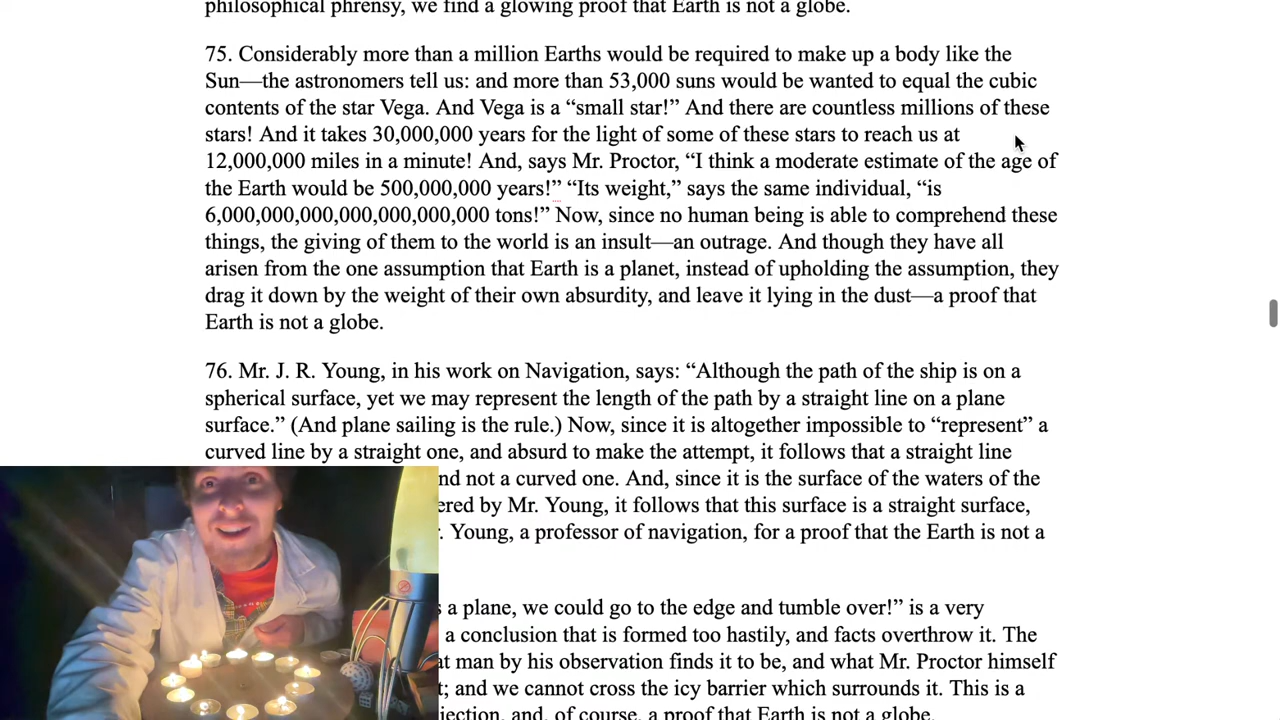 philosophical phrensy, we find a glowing proof that Earth is not a globe.
75. Considerably more than a million Earths would be required to make up a body like the
Sun—the astronomers tell us: and more than 53,000 suns would be wanted to equal the cubic
contents of the star Vega. And Vega is a “small star!” And there are countless millions of these
stars! And it takes 30,000,000 years for the light of some of these stars to reach us at
12,000,000 miles in a minute! And, says Mr. Proctor, “I think a moderate estimate of the age of
the Earth would be 500,000,000 years!” “Its weight,” says the same individual, “is
6,000,000,000,000,000,000,000 tons!” Now, since no human being is able to comprehend these
things, the giving of them to the world is an insult—an outrage. And though they have all
arisen from the one assumption that Earth is a planet, instead of upholding the assumption, they
drag it down by the weight of their own absurdity, and leave it lying in the dust—a proof that
Earth is not a globe.
76. Mr. J. R. Young, in his work on Navigation, says: “Although the path of the ship is on a
spherical surface, yet we may represent the length of the path by a straight line on a plane
surface.” (And plane sailing is the rule.) Now, since it is altogether impossible to “represent” a
curved line by a straight one, and absurd to make the attempt, it follows that a straight line
nd not a curved one. And, since it is the surface of the waters of the
ered by Mr. Young, it follows that this surface is a straight surface,
r. Young, a professor of navigation, for a proof that the Earth is not a
s a plane, we could go to the edge and tumble over!” is a very
a conclusion that is formed too hastily, and facts overthrow it. The
at man by his observation finds it to be, and what Mr. Proctor himself
t; and we cannot cross the icy barrier which surrounds it. This is a
jection, and, of course, a proof that Earth is not a globe.